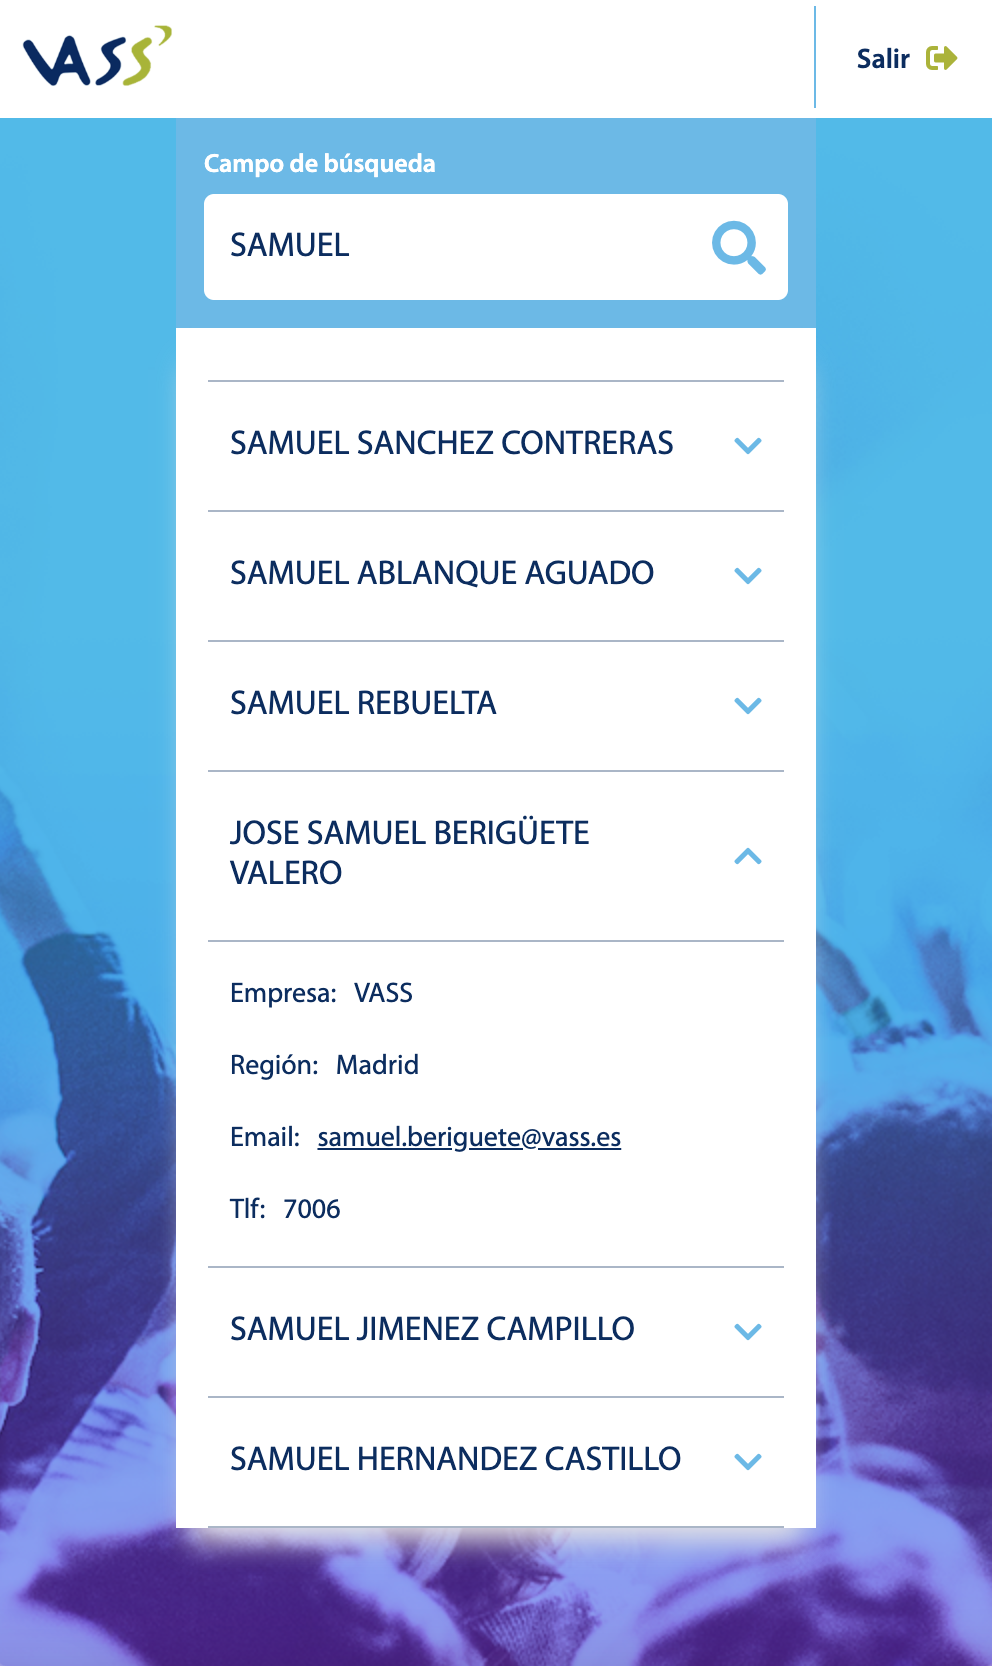 VASS
Salir
Campo de búsqueda
SAMUEL
SAMUEL SANCHEZ CONTRERAS
SAMUEL ABLANQUE AGUADO
SAMUEL REBUELTA
JOSE SAMUEL BERIGÜETE
VALERO
Empresa: VASS
Región: Madrid
Email: samuel.beriguete@vass.es
Tlf: 7006
SAMUEL JIMENEZ CAMPILLO
SAMUEL HERNANDEZ CASTILLO